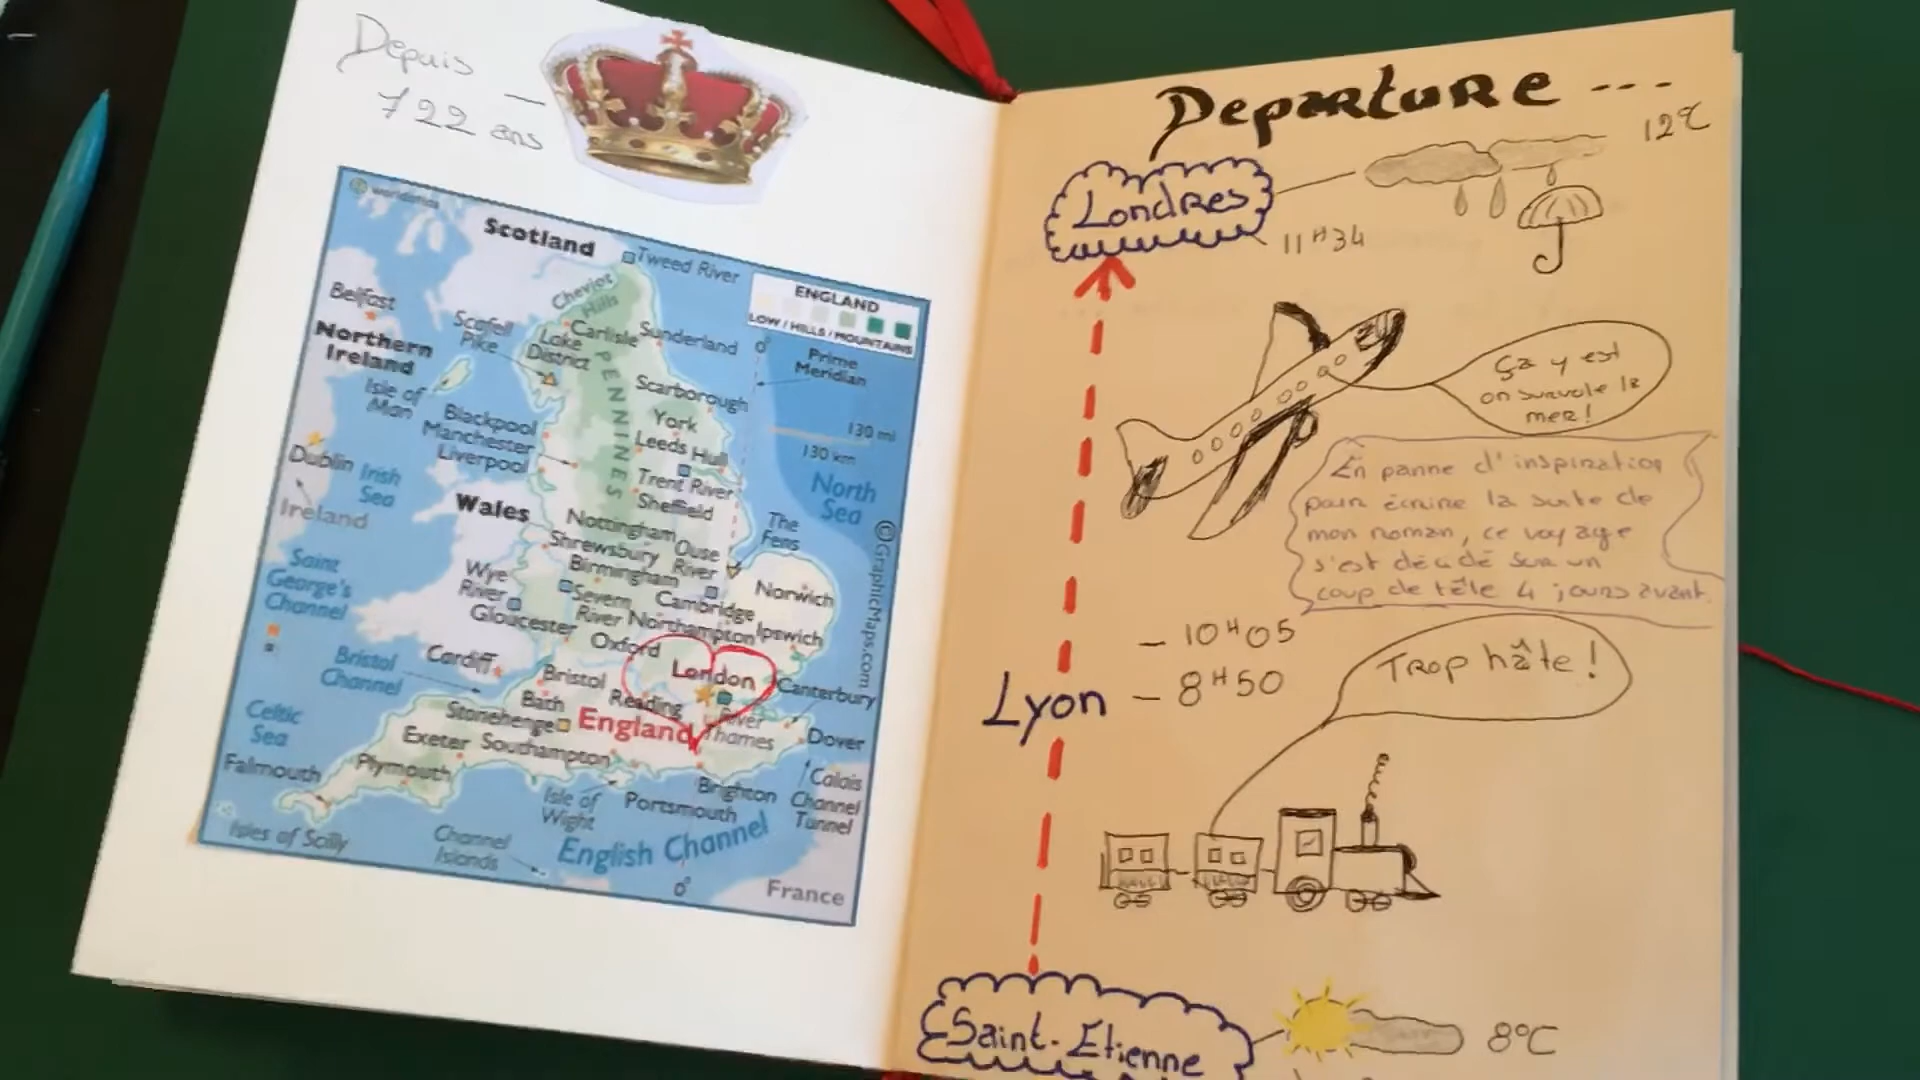 Depuis
722 ans
worldatlas
Scotland
Tweed River
Cheviot
Hills
ENGLAND
LOW / HILLS / MOUNTAINS
Belfast
Northern
Ireland
Scafell
Pike
Lake
District
Carlisle
Sunderland
0°
Prime
Meridian
Isle of
Man
PENNINES
Scarborough
York
Leeds
Hull
130 mi
130 km
Blackpool
Manchester
Liverpool
Dublin
Irish
Sea
Ireland
Trent River
Sheffield
North
Sea
Wales
Nottingham
The
Fens
Shrewsbury
Ouse
River
Birmingham
Saint
George's
Channel
Wye
River
Severn
River
Cambridge
Norwich
Gloucester
Northampton
Ipswich
Oxford
Bristol
Channel
Cardiff
London
Bristol
Canterbury
Bath
Reading
Celtic
Sea
Stonehenge
England
River
Thames
Dover
Exeter
Southampton
Falmouth
Plymouth
Brighton
Calais
Channel
Tunnel
Isle of
Wight
Portsmouth
Isles of Scilly
Channel
Islands
English Channel
0°
France
© GraphicMaps.com
Departure ---
12°C
Londres
11H34
ça y est
on survole la
mer!
En panne d'inspiration
pour écrire la suite de
mon roman, ce voyage
s'est décidé sur un
coup de tête 4 jours avant.
- 10H05
Lyon - 8H50
Trop hâte !
Saint-Etienne
8°C